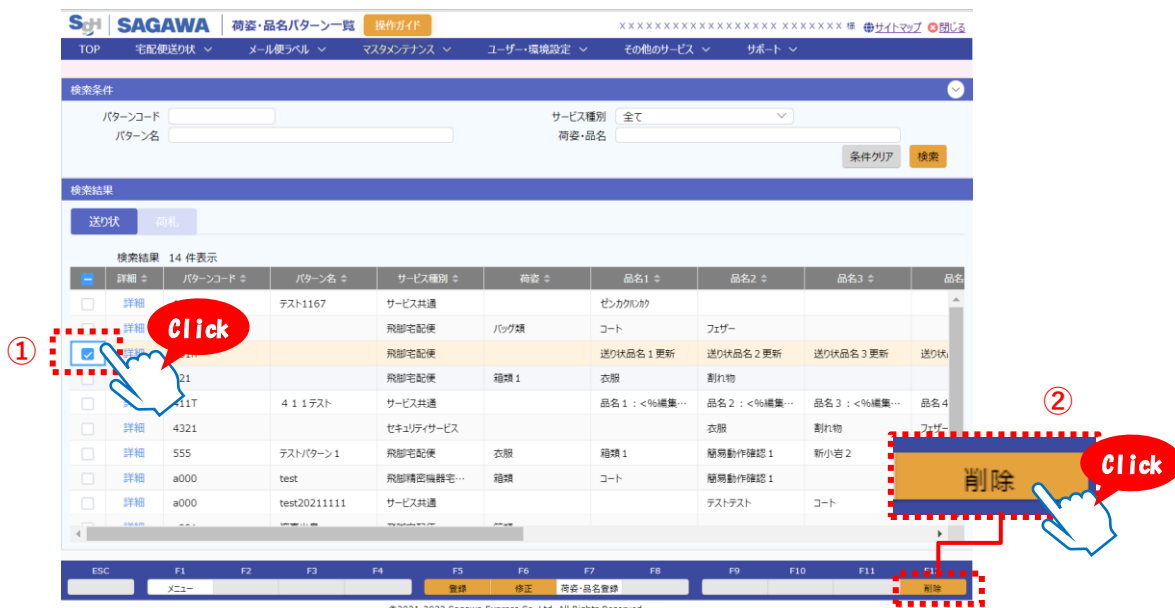 SgH SAGAWA 荷姿・品名パターン一覧 操作ガイド XXXXXXXXXXXXXXXXXX XXXXXXX 様 サイトマップ 閉じる
TOP 宅配便送り状 メール便ラベル マスタメンテナンス ユーザー・環境設定 その他のサービス サポート
検索条件
パターンコード サービス種別 全て
パターン名 荷姿・品名
条件クリア 検索
検索結果
送り状 荷札
検索結果 14 件表示
詳細 パターンコード パターン名 サービス種別 荷姿 品名1 品名2 品名3 品名
詳細 テスト1167 サービス共通 ゼンカクハンカク
詳細 飛脚宅配便 バッグ類 コート フェザー
Click
① 飛脚宅配便 送り状品名1更新 送り状品名2更新 送り状品名3更新 送り状
21 飛脚宅配便 箱類1 衣服 割れ物
411T 411テスト サービス共通 品名1:<%編集… 品名2:<%編集… 品名3:<%編集… 品名4
②
詳細 4321 セキュリティサービス 衣服 割れ物 フェザー
詳細 555 テストパターン1 飛脚宅配便 衣服 箱類1 簡易動作確認1 新小岩2
削除 Click
詳細 a000 test 飛脚精密機器宅… 箱類 コート 簡易動作確認1
詳細 a000 test20211111 サービス共通 テストテスト コート
ESC F1 F2 F3 F4 F5 F6 F7 F8 F9 F10 F11 F12
メニュー 登録 修正 荷姿・品名登録 削除